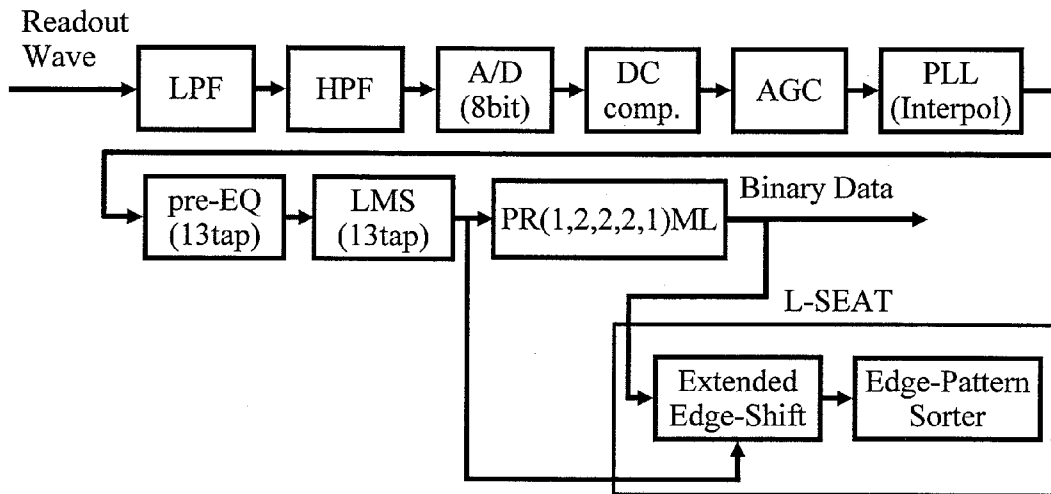 Readout
Wave
LPF
HPF
A/D
(8bit)
DC
comp.
AGC
PLL
(Interpol)
pre-EQ
(13tap)
LMS
(13tap)
PR(1,2,2,2,1)ML
Binary Data
L-SEAT
Extended
Edge-Shift
Edge-Pattern
Sorter